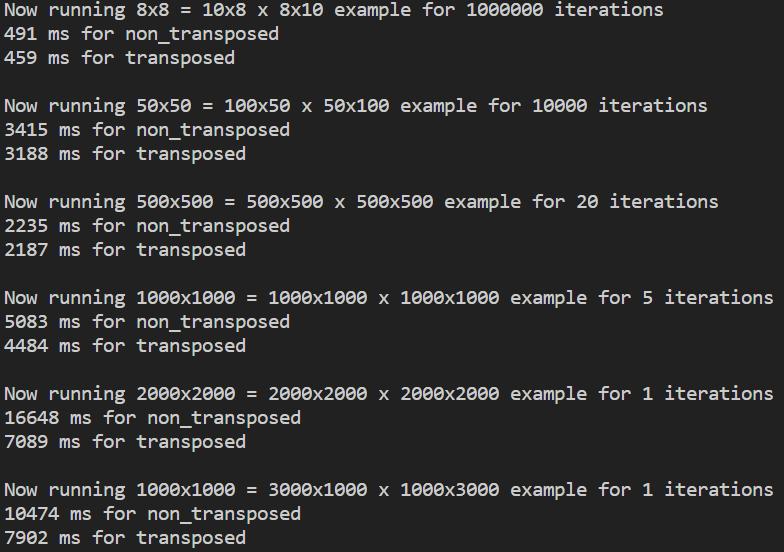 Now running 8x8 = 10x8 x 8x10 example for 1000000 iterations
491 ms for non_transposed
459 ms for transposed
Now running 50x50 = 100x50 x 50x100 example for 10000 iterations
3415 ms for non_transposed
3188 ms for transposed
Now running 500x500 = 500x500 x 500x500 example for 20 iterations
2235 ms for non_transposed
2187 ms for transposed
Now running 1000x1000 = 1000x1000 x 1000x1000 example for 5 iterations
5083 ms for non_transposed
4484 ms for transposed
Now running 2000x2000 = 2000x2000 x 2000x2000 example for 1 iterations
16648 ms for non_transposed
7089 ms for transposed
Now running 1000x1000 = 3000x1000 x 1000x3000 example for 1 iterations
10474 ms for non_transposed
7902 ms for transposed